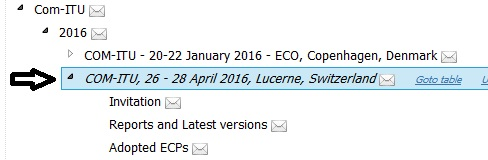 Com-ITU
2016
COM-ITU - 20-22 January 2016 - ECO, Copenhagen, Denmark
COM-ITU, 26 - 28 April 2016, Lucerne, Switzerland Goto table
Invitation
Reports and Latest versions
Adopted ECPs